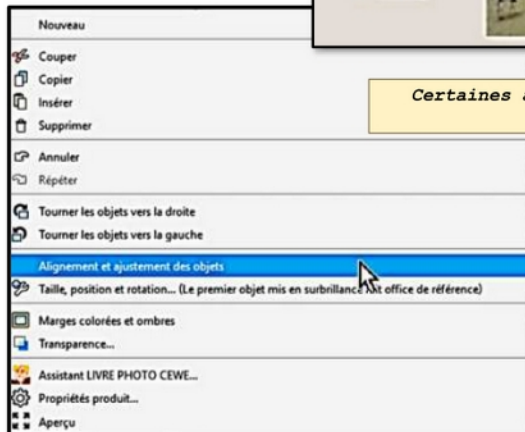 Nouveau
Couper
Copier
Insérer
Supprimer
Certaines
Annuler
Répéter
Tourner les objets vers la droite
Tourner les objets vers la gauche
Alignement et ajustement des objets
Taille, position et rotation... (Le premier objet mis en surbrillance fait office de référence)
Marges colorées et ombres
Transparence...
Assistant LIVRE PHOTO CEWE...
Propriétés produit...
Aperçu